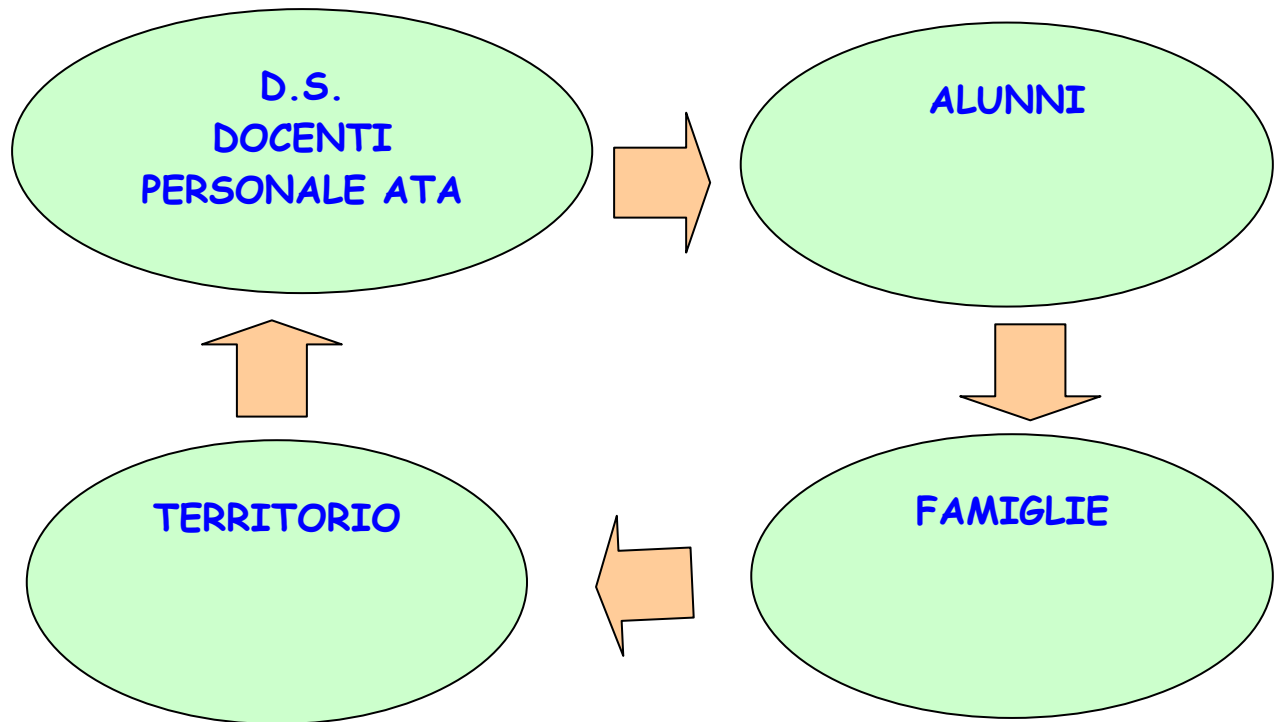 D.S.
DOCENTI
PERSONALE ATA
ALUNNI
TERRITORIO
FAMIGLIE